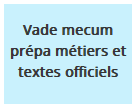 Vade mecum
prépa métiers et
textes officiels